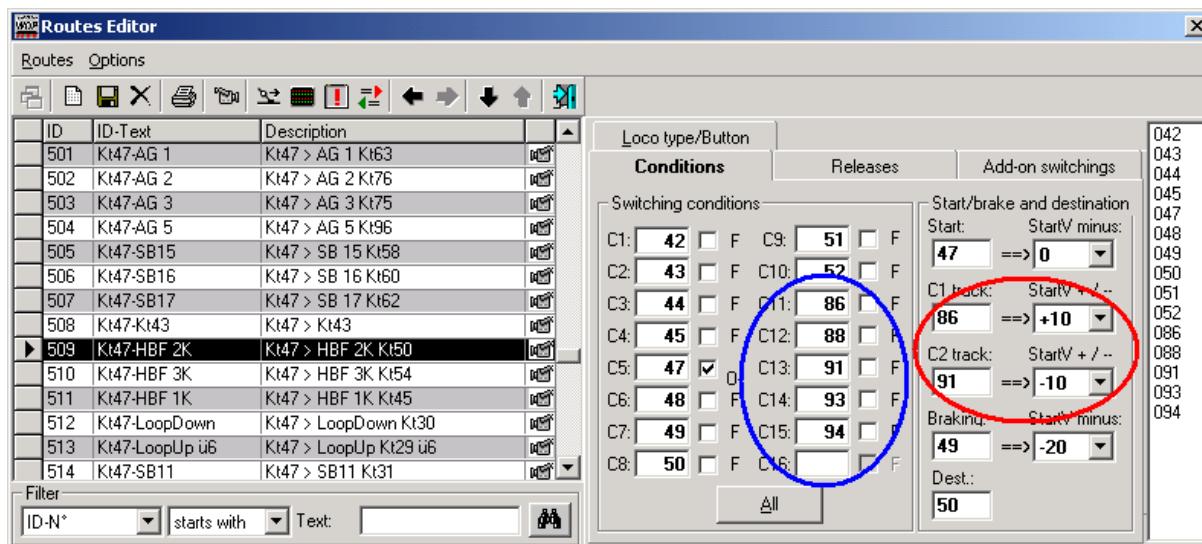 Routes Editor
Routes Options
ID ID-Text Description
501 Kt47-AG 1 Kt47 > AG 1 Kt63
502 Kt47-AG 2 Kt47 > AG 2 Kt76
503 Kt47-AG 3 Kt47 > AG 3 Kt75
504 Kt47-AG 5 Kt47 > AG 5 Kt96
505 Kt47-SB15 Kt47 > SB 15 Kt58
506 Kt47-SB16 Kt47 > SB 16 Kt60
507 Kt47-SB17 Kt47 > SB 17 Kt62
508 Kt47-Kt43 Kt47 > Kt43
509 Kt47-HBF 2K Kt47 > HBF 2K Kt50
510 Kt47-HBF 3K Kt47 > HBF 3K Kt54
511 Kt47-HBF 1K Kt47 > HBF 1K Kt45
512 Kt47-LoopDown Kt47 > LoopDown Kt30
513 Kt47-LoopUp ü6 Kt47 > LoopUp Kt29 ü6
514 Kt47-SB11 Kt47 > SB11 Kt31
Filter
ID-N° starts with Text:
Loco type/Button
Conditions Releases Add-on switchings
Switching conditions
C1: 42 F C9: 51 F
C2: 43 F C10: 52 F
C3: 44 F C11: 86 F
C4: 45 F C12: 88 F
C5: 47 O- C13: 91 F
C6: 48 F C14: 93 F
C7: 49 F C15: 94 F
C8: 50 F C16: F
All
Start/brake and destination
Start: StartV minus:
47 ==> 0
C1 track: StartV + / --
86 ==> +10
C2 track: StartV + / --
91 ==> -10
Braking: StartV minus:
49 ==> -20
Dest.:
50
042
043
044
045
047
048
049
050
051
052
086
088
091
093
094